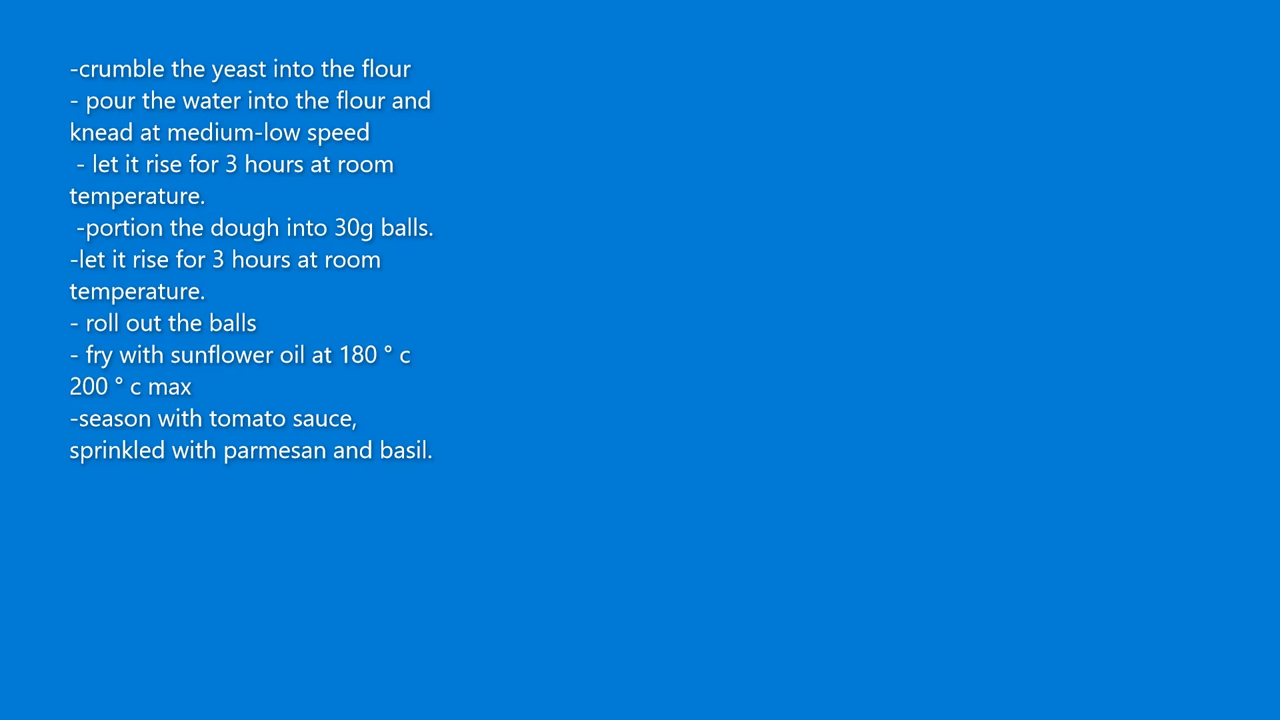 -crumble the yeast into the flour
- pour the water into the flour and
knead at medium-low speed
- let it rise for 3 hours at room
temperature.
-portion the dough into 30g balls.
-let it rise for 3 hours at room
temperature.
- roll out the balls
- fry with sunflower oil at 180 ° c
200 ° c max
-season with tomato sauce,
sprinkled with parmesan and basil.